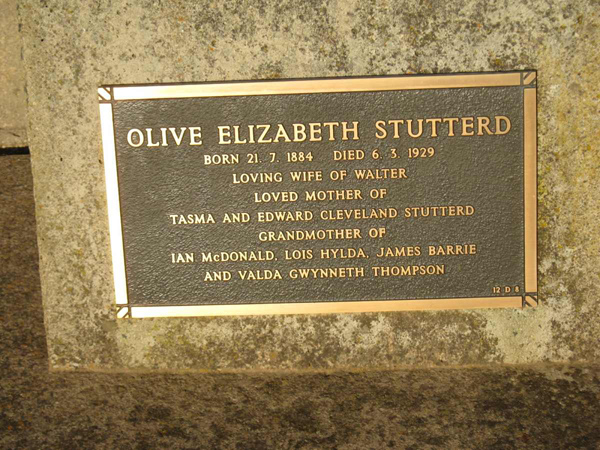 OLIVE ELIZABETH STUTTERD
BORN 21. 7. 1884 DIED 6. 3. 1929
LOVING WIFE OF WALTER
LOVED MOTHER OF
TASMA AND EDWARD CLEVELAND STUTTERD
GRANDMOTHER OF
IAN McDONALD, LOIS HYLDA, JAMES BARRIE
AND VALDA GWYNNETH THOMPSON
12 D 8